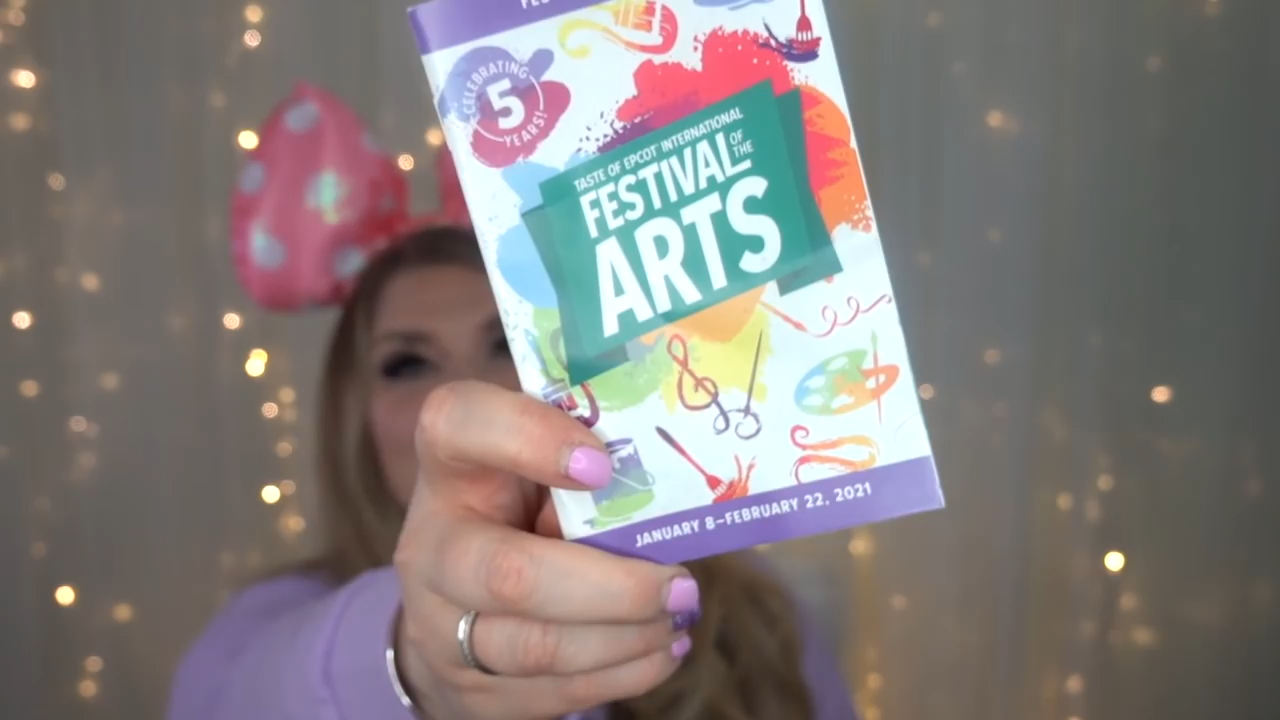 CELEBRATING
5
YEARS!
TASTE OF EPCOT INTERNATIONAL
FESTIVAL OF THE
ARTS
JANUARY 8–FEBRUARY 22, 2021